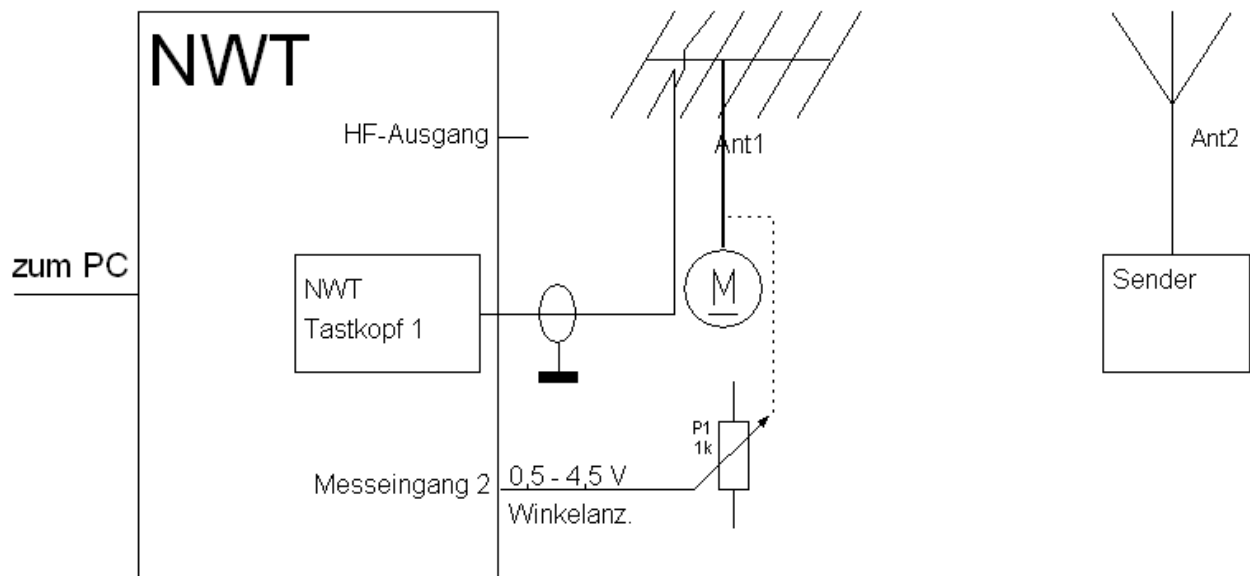 NWT
HF-Ausgang
Ant1
Ant2
zum PC
NWT
Tastkopf 1
M
Sender
P1
1k
Messeingang 2
0,5 - 4,5 V
Winkelanz.